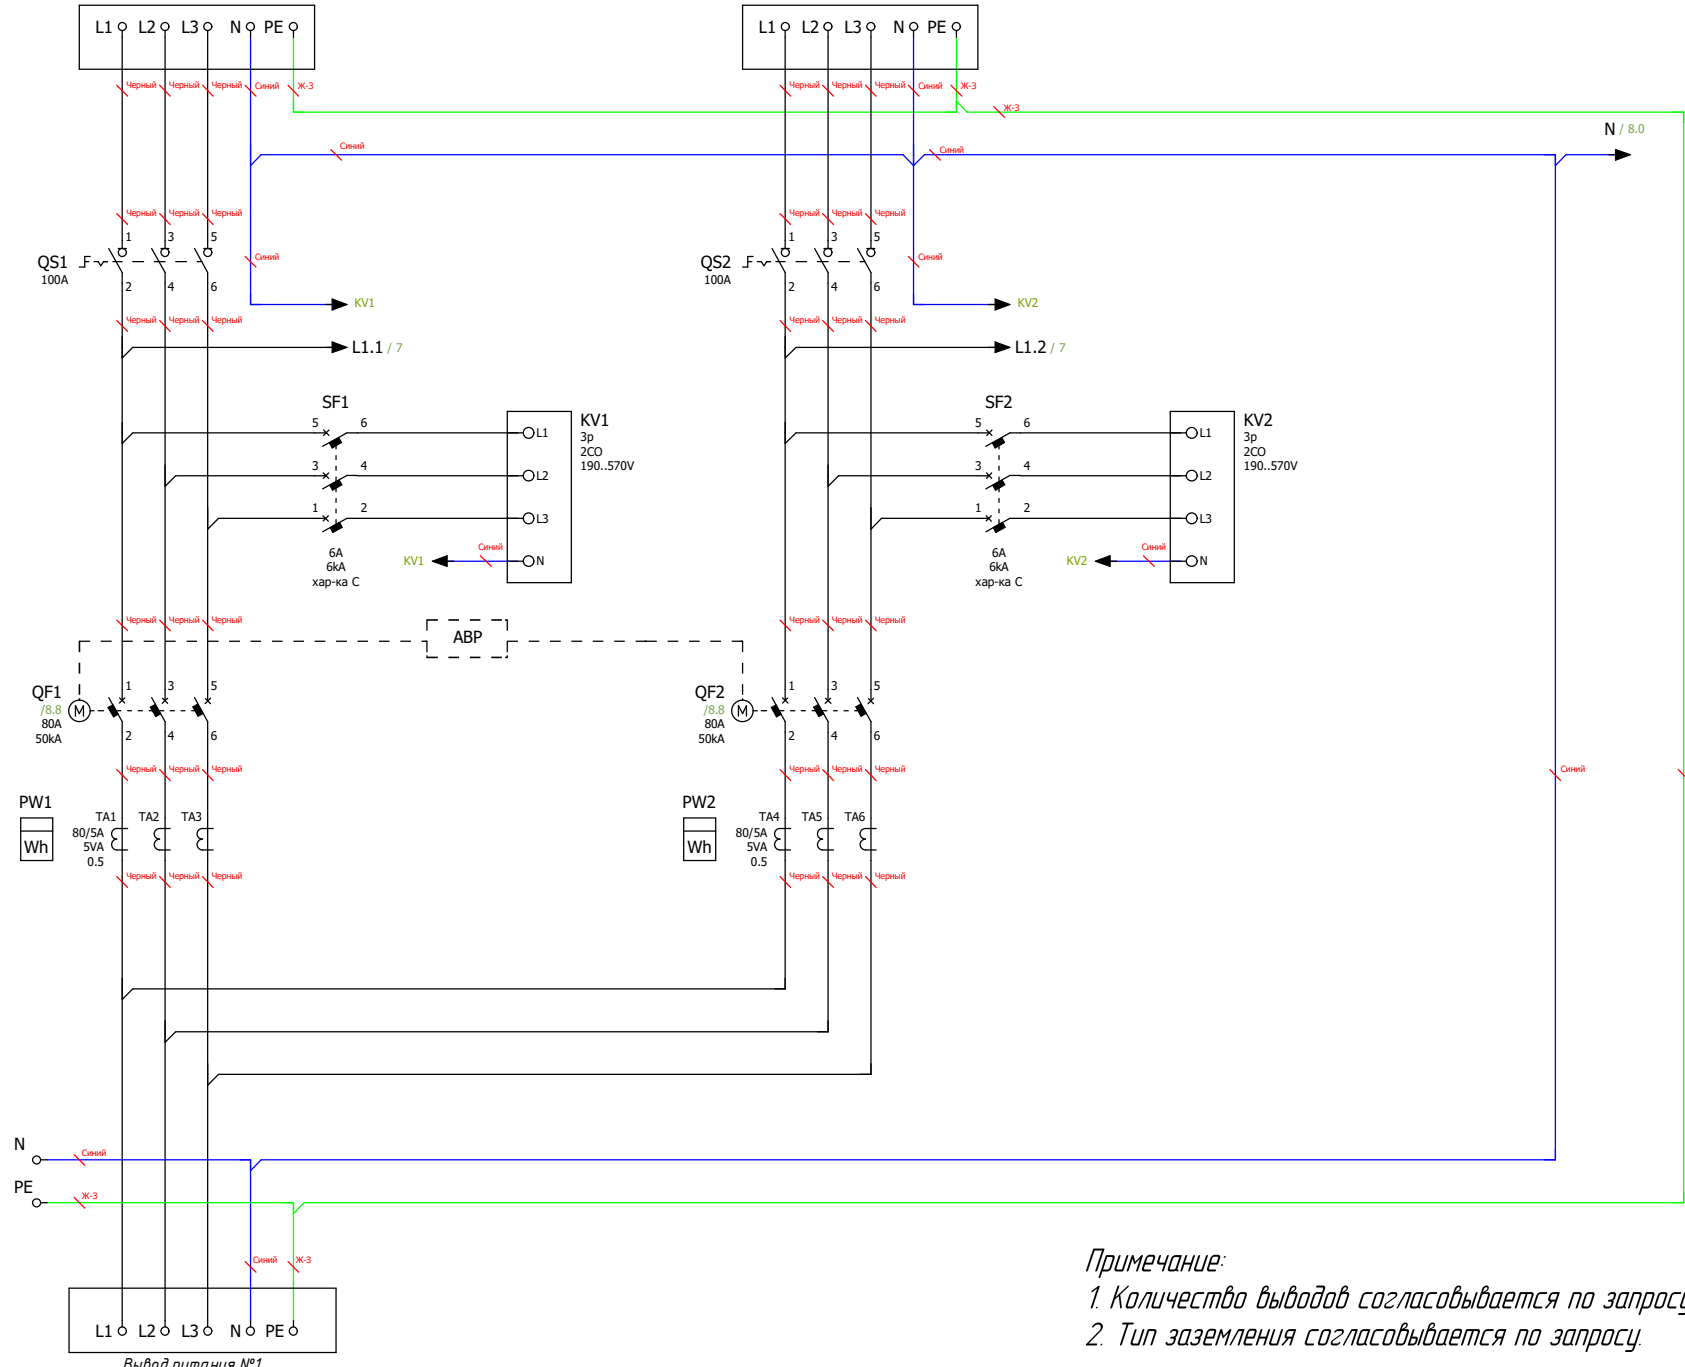 L1 L2 L3 N PE
L1 L2 L3 N PE
Черный Черный Черный Синий Ж-З
Черный Черный Черный Синий Ж-З
Ж-З
N / 8.0
Синий
Синий
Черный Черный Черный
Черный Черный Черный
QS1
100A
1 3 5
2 4 6
Синий
QS2
100A
1 3 5
2 4 6
Синий
KV1
KV2
Черный Черный Черный
Черный Черный Черный
L1.1 / 7
L1.2 / 7
SF1
5 6
3 4
1 2
6A
6kA
хар-ка С
KV1
3p
2CO
190..570V
L1
L2
L3
N
KV1
Синий
SF2
5 6
3 4
1 2
6A
6kA
хар-ка С
KV2
3p
2CO
190..570V
L1
L2
L3
N
KV2
Синий
Черный Черный Черный
Черный Черный Черный
АВР
QF1
/8.8
80A
50kA
M
1 3 5
2 4 6
QF2
/8.8
80A
50kA
M
1 3 5
2 4 6
Черный Черный Черный
Черный Черный Черный
Синий
PW1
Wh
TA1 TA2 TA3
80/5A
5VA
0.5
PW2
Wh
TA4 TA5 TA6
80/5A
5VA
0.5
Черный Черный Черный
Черный Черный Черный
N
Синий
PE
Ж-З
Синий Ж-З
L1 L2 L3 N PE
Вывод питания №1
Примечание:
1. Количество выводов согласовывается по запросу
2. Тип заземления согласовывается по запросу.